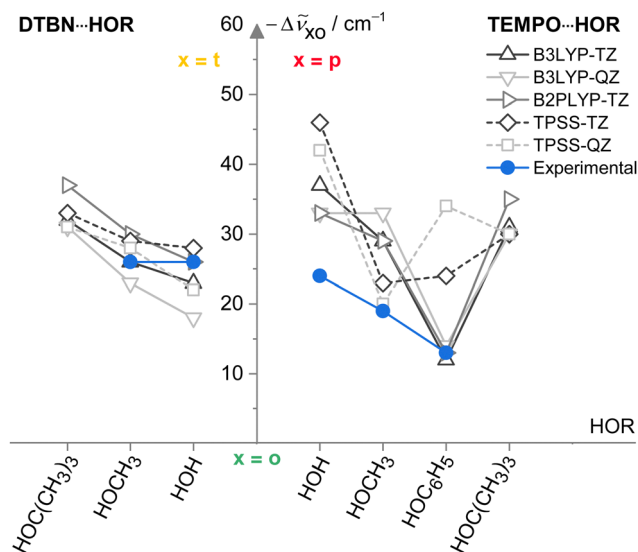 DTBN···HOR
60
−Δν̃xo / cm⁻¹
TEMPO···HOR
x = t
x = p
B3LYP-TZ
B3LYP-QZ
B2PLYP-TZ
TPSS-TZ
TPSS-QZ
Experimental
50
40
30
20
10
HOR
x = o
HOC(CH3)3
HOCH3
HOH
HOH
HOCH3
HOC6H5
HOC(CH3)3